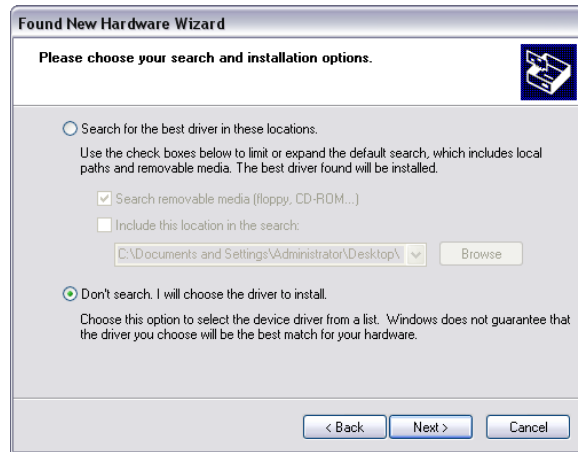 Found New Hardware Wizard
Please choose your search and installation options.
Search for the best driver in these locations.
Use the check boxes below to limit or expand the default search, which includes local
paths and removable media. The best driver found will be installed.
Search removable media (floppy, CD-ROM...)
Include this location in the search:
C:\Documents and Settings\Administrator\Desktop\
Browse
Don't search. I will choose the driver to install.
Choose this option to select the device driver from a list. Windows does not guarantee that
the driver you choose will be the best match for your hardware.
< Back
Next >
Cancel